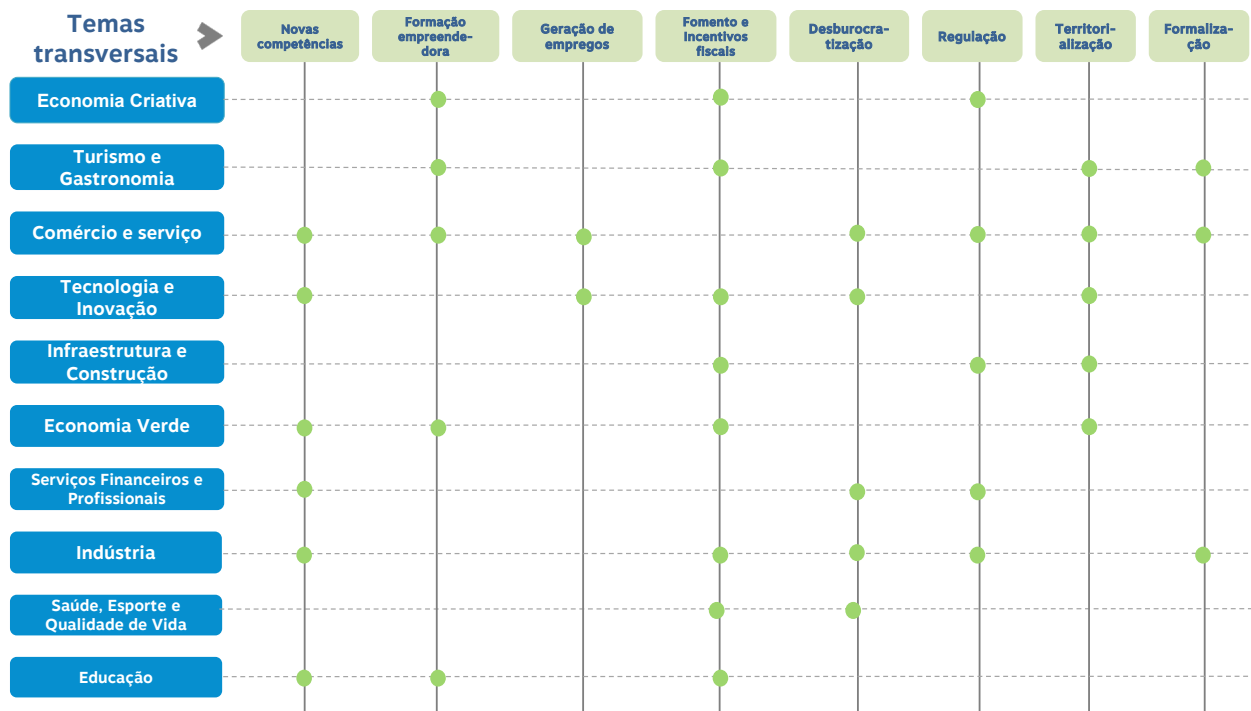 Temas
transversais
Novas
competências
Formação
empreende-
dora
Geração de
empregos
Fomento e
Incentivos
fiscais
Desburocra-
tização
Regulação
Territori-
alização
Formaliza-
ção
Economia Criativa
Turismo e
Gastronomia
Comércio e serviço
Tecnologia e
Inovação
Infraestrutura e
Construção
Economia Verde
Serviços Financeiros e
Profissionais
Indústria
Saúde, Esporte e
Qualidade de Vida
Educação